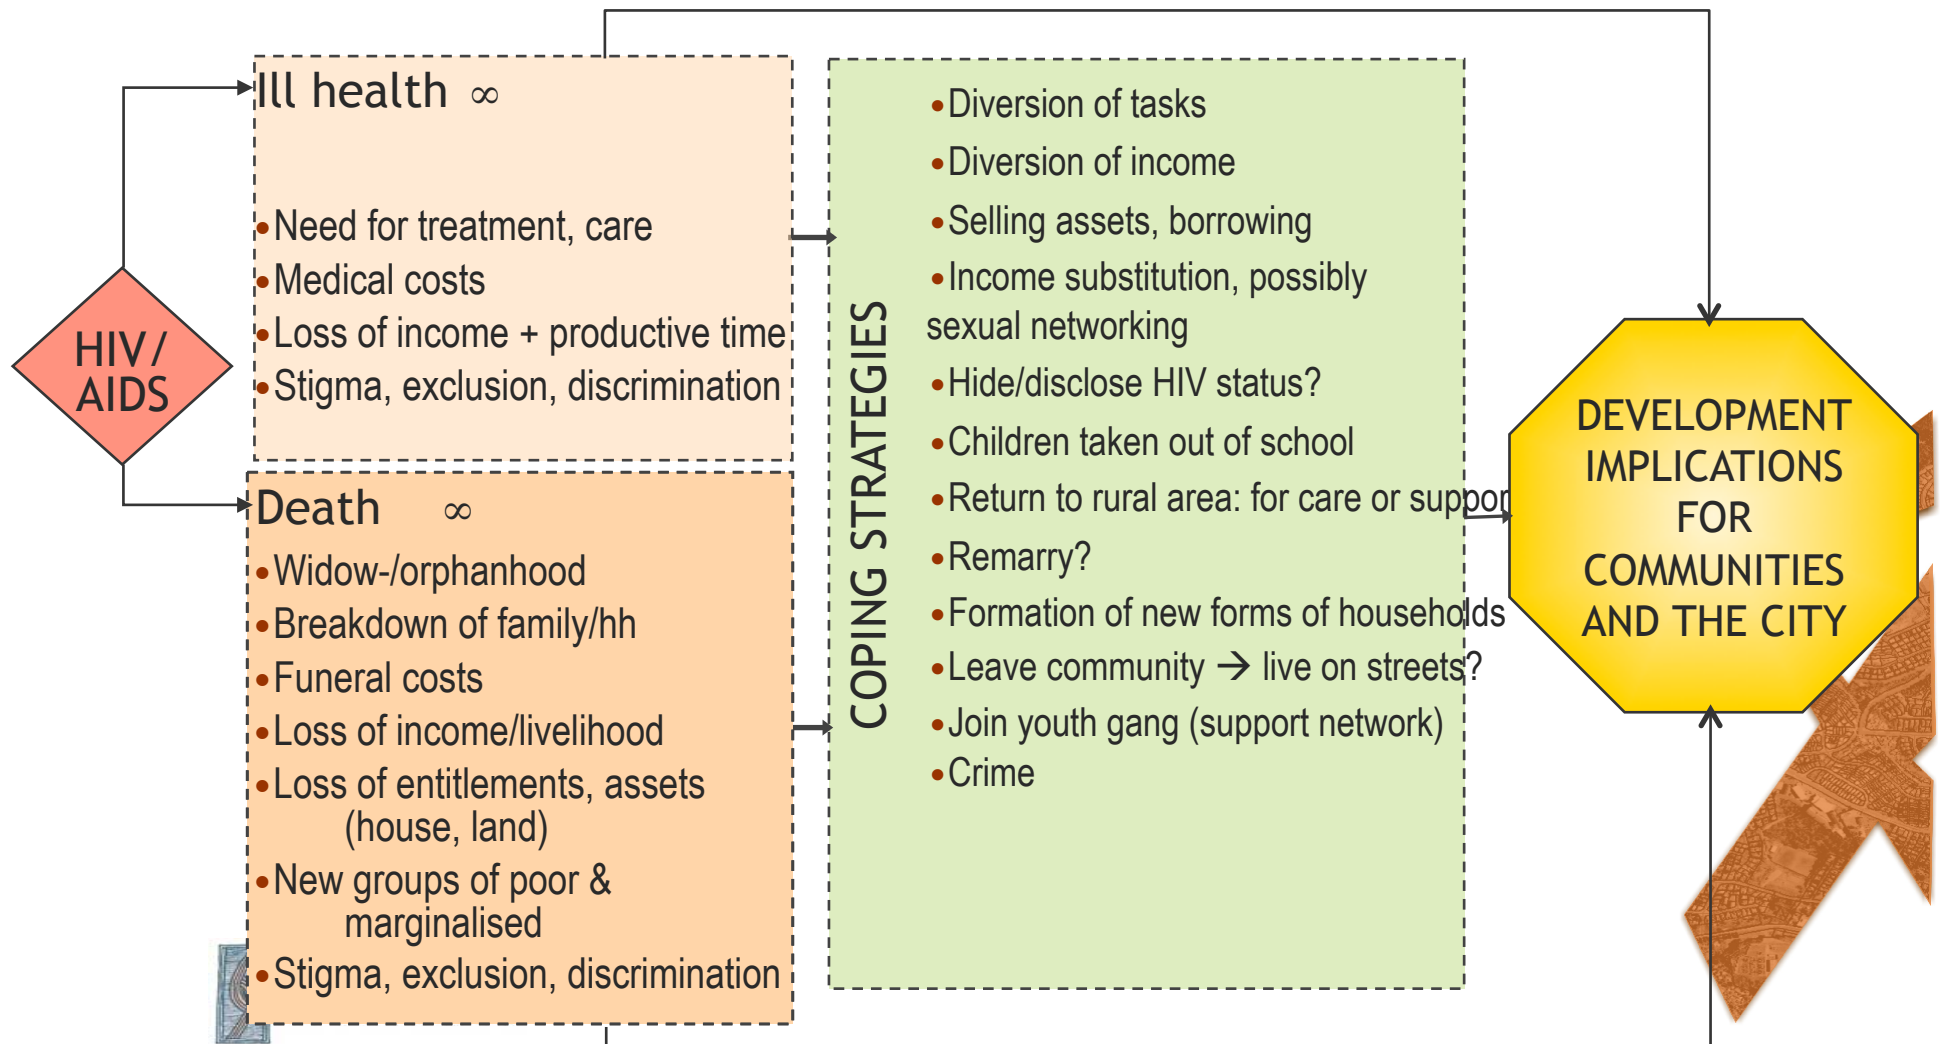 HIV/
AIDS
Ill health ∞
•Need for treatment, care
•Medical costs
•Loss of income + productive time
•Stigma, exclusion, discrimination
Death ∞
•Widow-/orphanhood
•Breakdown of family/hh
•Funeral costs
•Loss of income/livelihood
•Loss of entitlements, assets
(house, land)
•New groups of poor &
marginalised
•Stigma, exclusion, discrimination
COPING STRATEGIES
•Diversion of tasks
•Diversion of income
•Selling assets, borrowing
•Income substitution, possibly
sexual networking
•Hide/disclose HIV status?
•Children taken out of school
•Return to rural area: for care or suppor
•Remarry?
•Formation of new forms of households
•Leave community → live on streets?
•Join youth gang (support network)
•Crime
DEVELOPMENT
IMPLICATIONS
FOR
COMMUNITIES
AND THE CITY